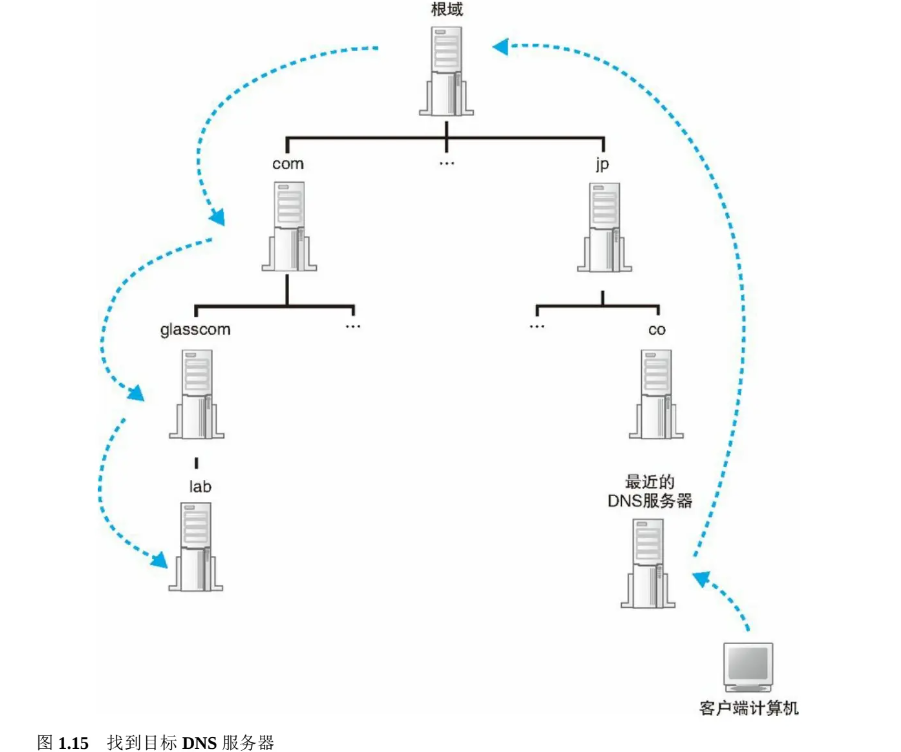 根域
com
...
jp
glasscom
...
...
co
lab
最近的
DNS服务器
客户端计算机
图 1.15 找到目标 DNS 服务器